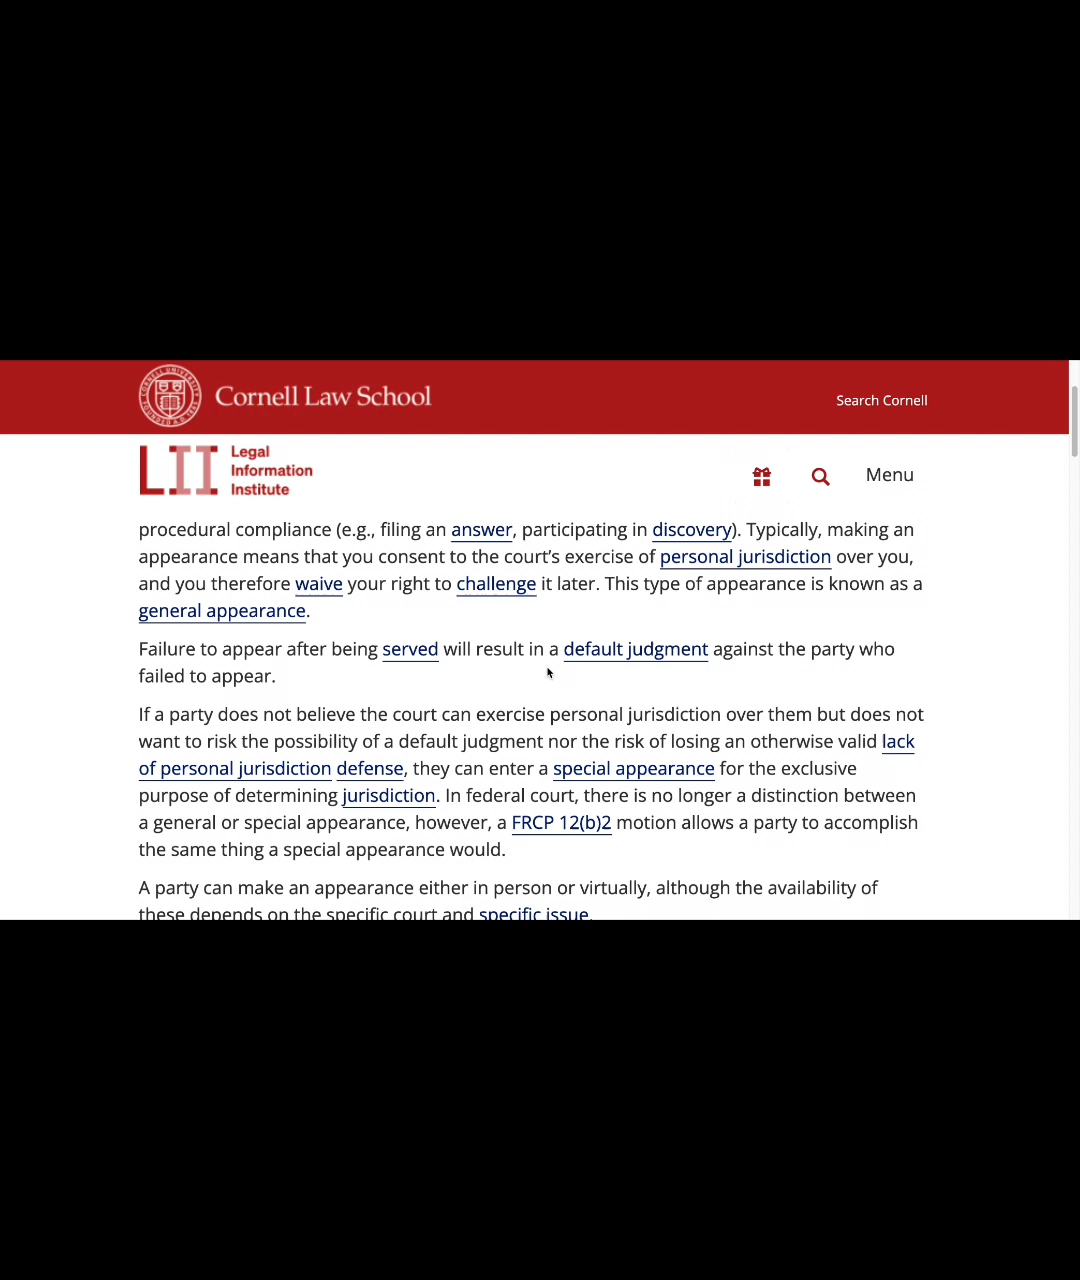 Cornell Law School
Search Cornell
LII
Legal
Information
Institute
Menu
procedural compliance (e.g., filing an answer, participating in discovery). Typically, making an
appearance means that you consent to the court’s exercise of personal jurisdiction over you,
and you therefore waive your right to challenge it later. This type of appearance is known as a
general appearance.
Failure to appear after being served will result in a default judgment against the party who
failed to appear.
If a party does not believe the court can exercise personal jurisdiction over them but does not
want to risk the possibility of a default judgment nor the risk of losing an otherwise valid lack
of personal jurisdiction defense, they can enter a special appearance for the exclusive
purpose of determining jurisdiction. In federal court, there is no longer a distinction between
a general or special appearance, however, a FRCP 12(b)2 motion allows a party to accomplish
the same thing a special appearance would.
A party can make an appearance either in person or virtually, although the availability of
these depends on the specific court and specific issue.